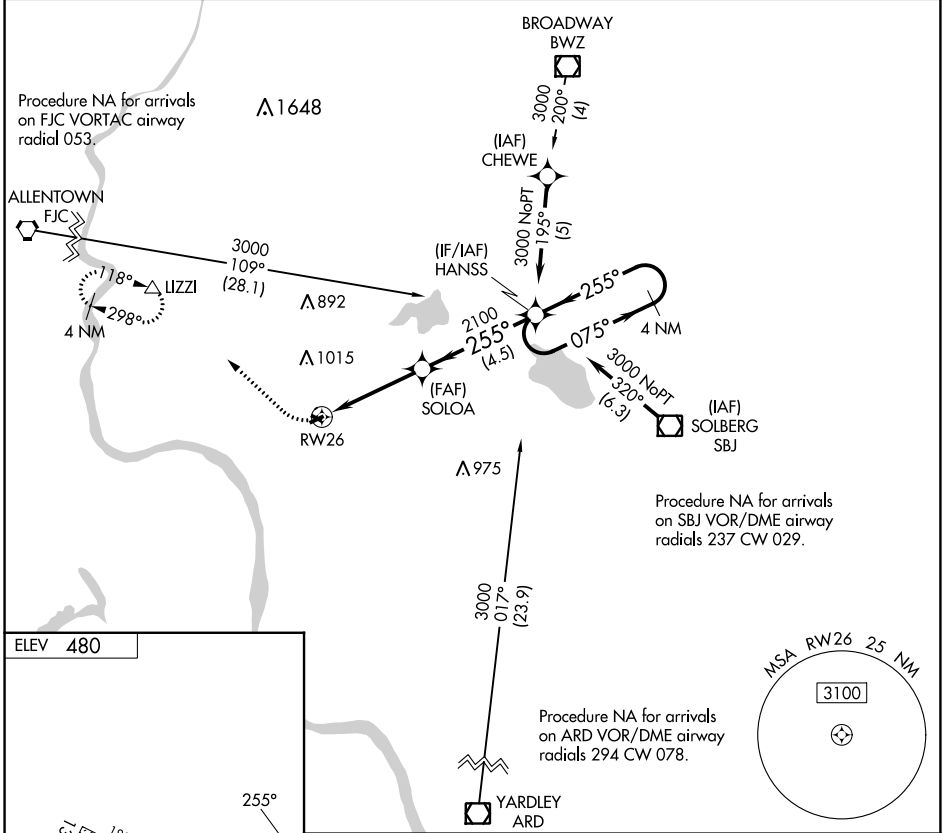 BROADWAY
BWZ
Procedure NA for arrivals
on FJC VORTAC airway
radial 053.
1648
3000
200°
(4)
(IAF)
CHEWE
ALLENTOWN
FJC
3000
109°
(28.1)
3000 NoPT
195°
(5)
(IF/IAF)
HANSS
118°
LIZZI
298°
4 NM
892
2100
255°
(4.5)
255°
075°
4 NM
1015
(FAF)
SOLOA
3000 NoPT
320°
(6.3)
(IAF)
SOLBERG
SBJ
RW26
975
Procedure NA for arrivals
on SBJ VOR/DME airway
radials 237 CW 029.
3000
017°
(23.9)
ELEV 480
MSA RW26 25 NM
3100
Procedure NA for arrivals
on ARD VOR/DME airway
radials 294 CW 078.
255°
YARDLEY
ARD